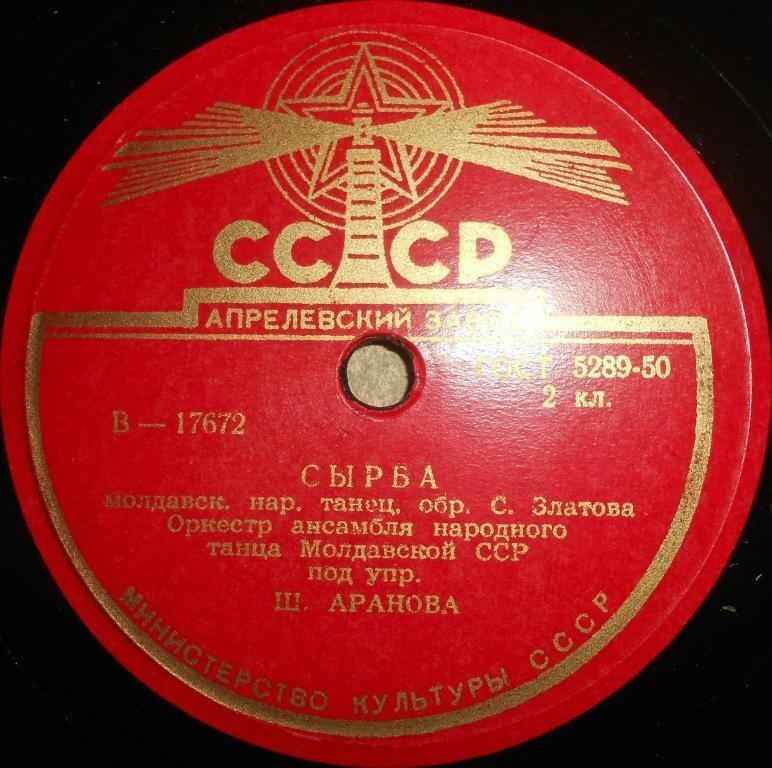 СССР
АПРЕЛЕВСКИЙ ЗАВОД
ГОСТ 5289-50
2 кл.
В — 17672
СЫРБА
молдавск. нар. танец, обр. С. Златова
Оркестр ансамбля народного
танца Молдавской ССР
под упр.
Ш. АРАНОВА
МИНИСТЕРСТВО КУЛЬТУРЫ СССР